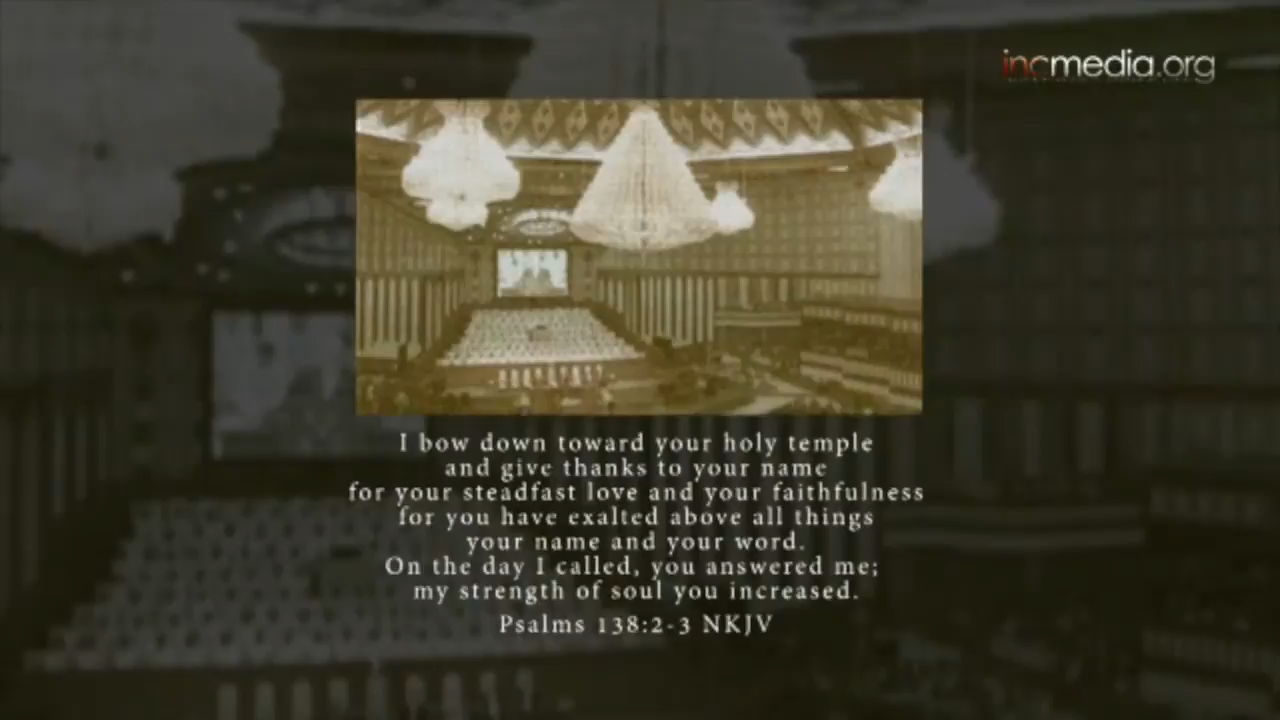 incmedia.org
I bow down toward your holy temple
and give thanks to your name
for your steadfast love and your faithfulness
for you have exalted above all things
your name and your word.
On the day I called, you answered me;
my strength of soul you increased.
Psalms 138:2-3 NKJV